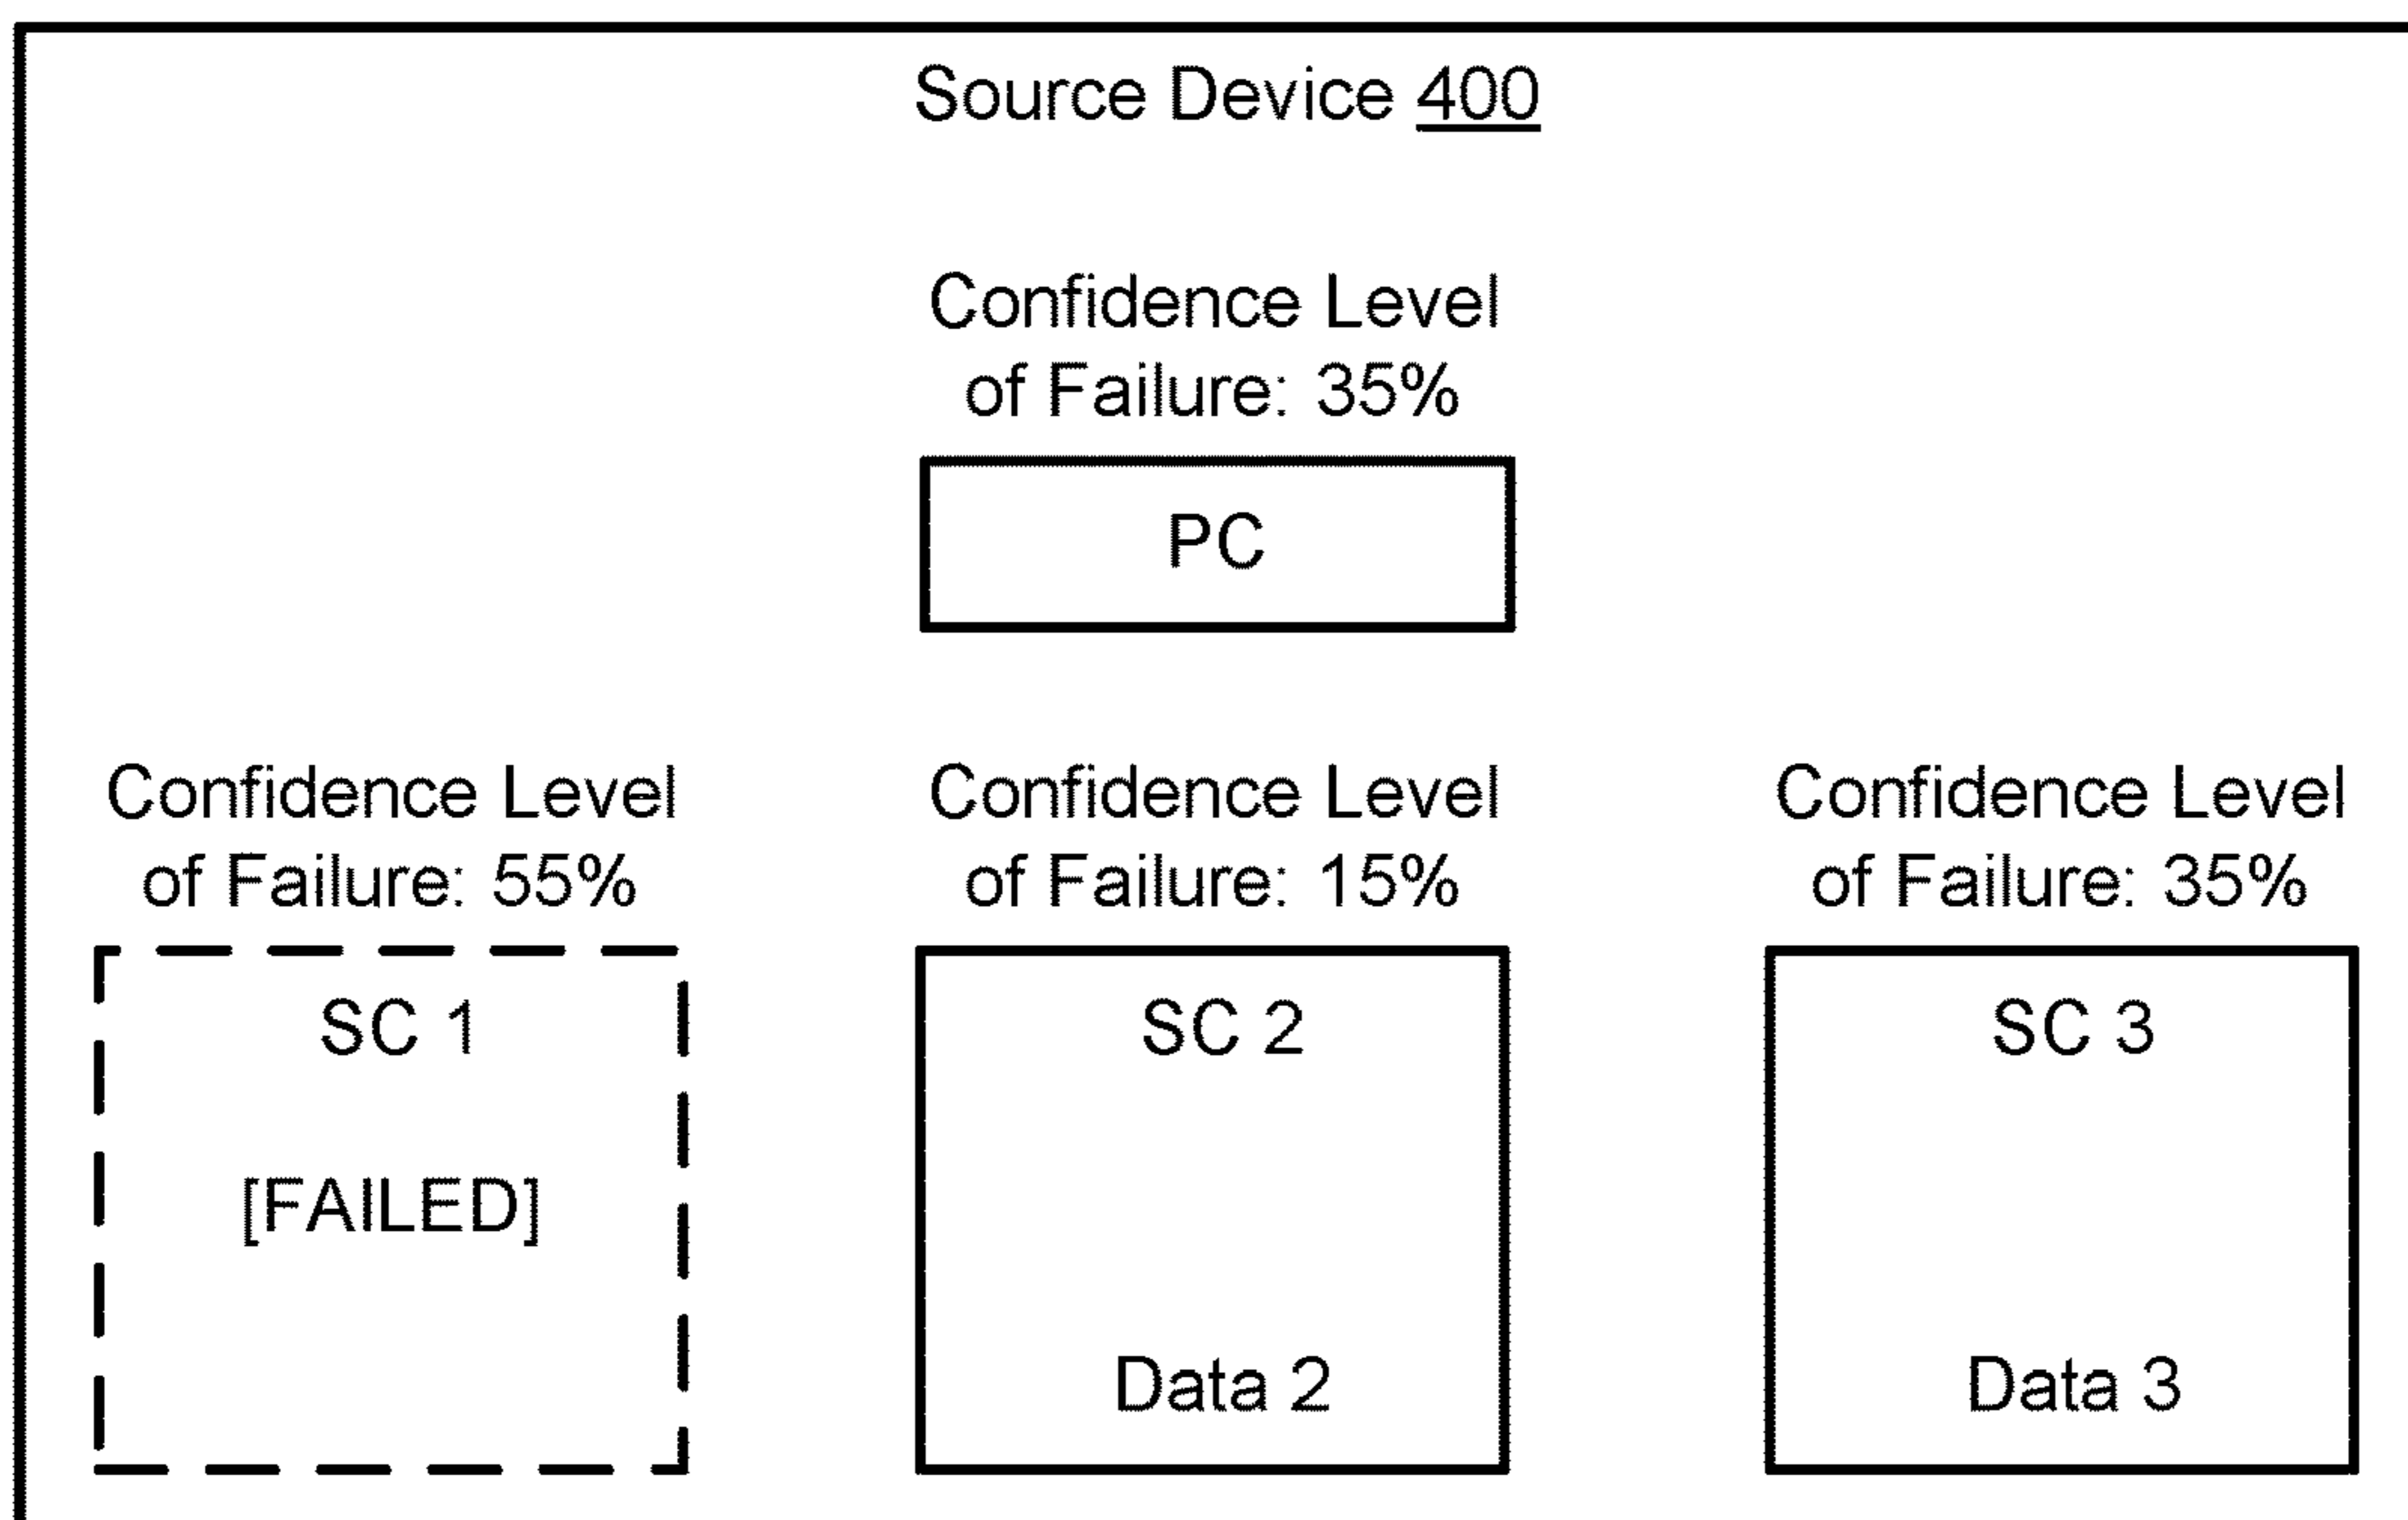 Source Device 400
Confidence Level
of Failure: 35%
PC
Confidence Level
of Failure: 55%
SC 1
[FAILED]
Confidence Level
of Failure: 15%
SC 2
Data 2
Confidence Level
of Failure: 35%
SC 3
Data 3